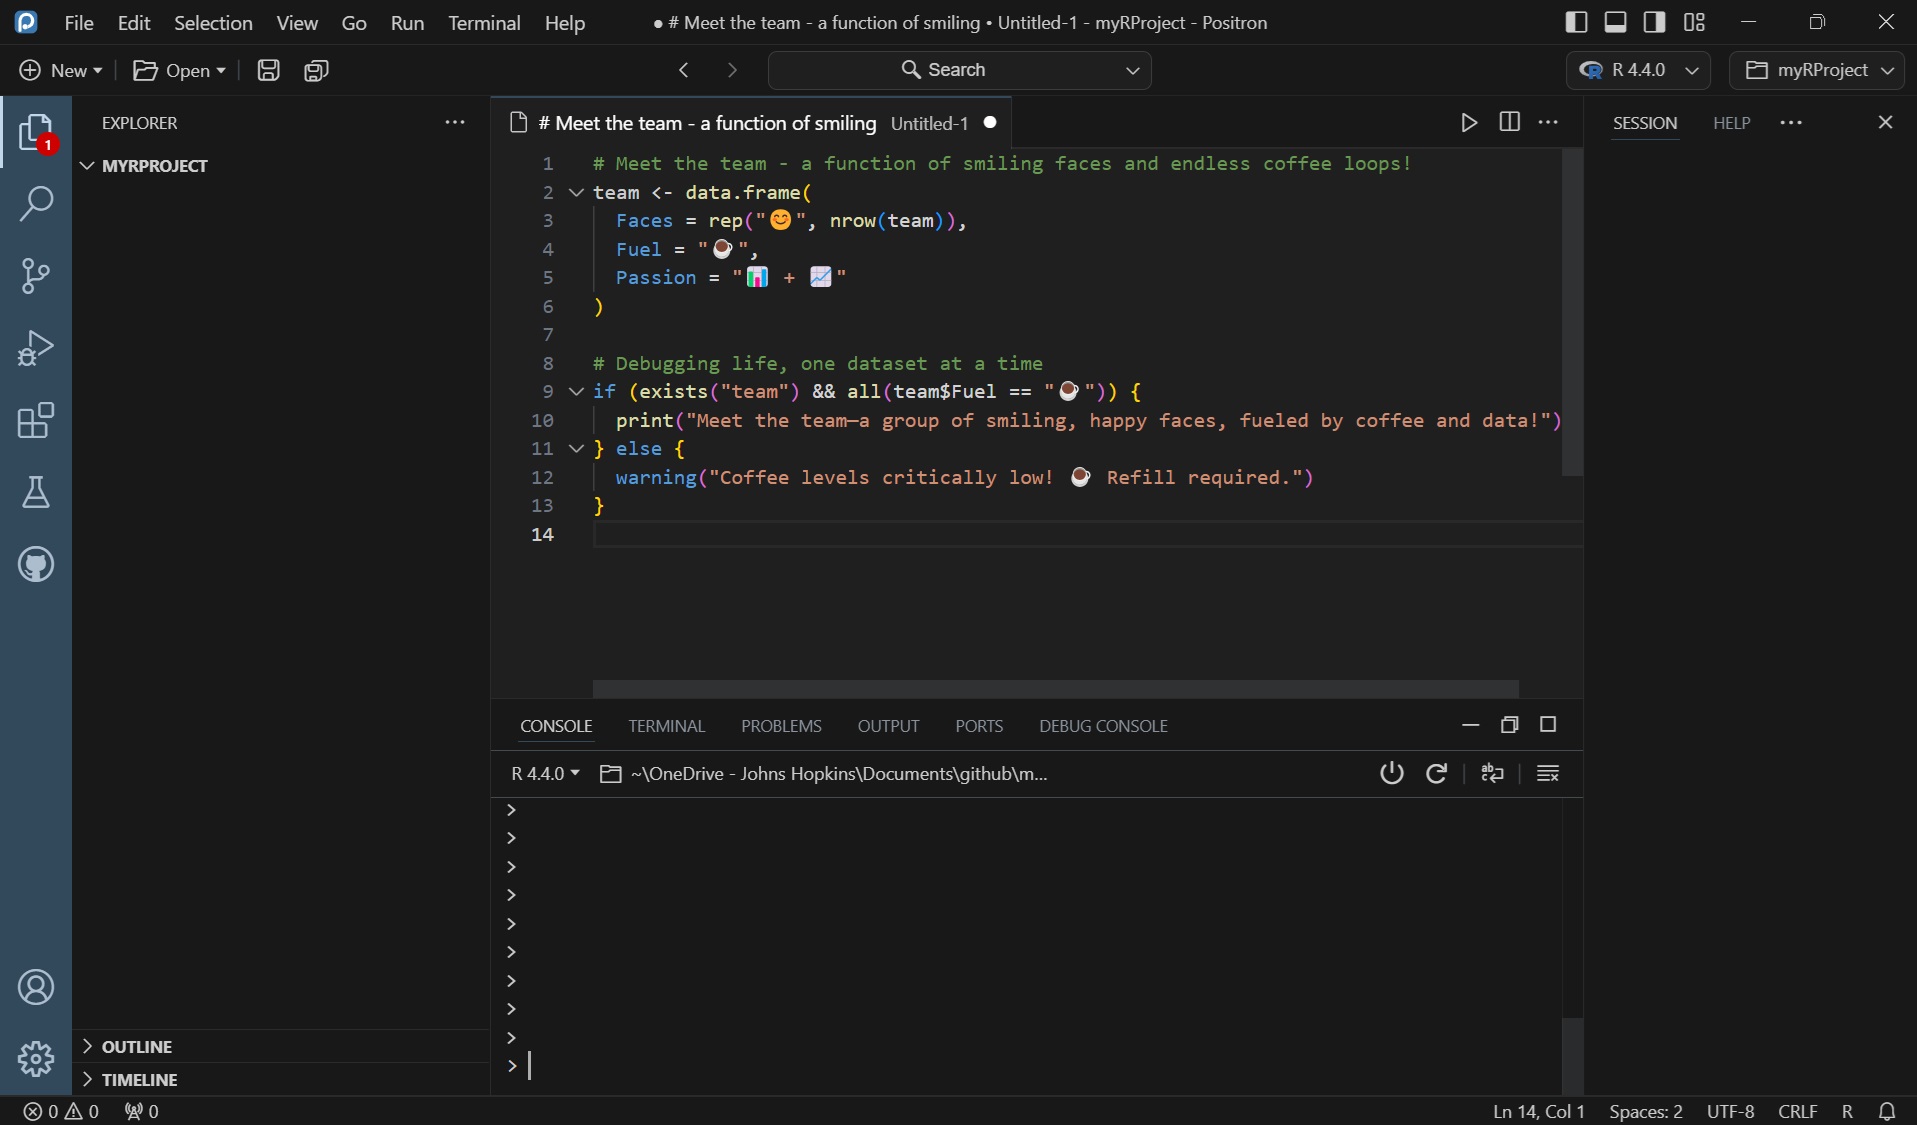 File Edit Selection View Go Run Terminal Help ● # Meet the team - a function of smiling • Untitled-1 - myRProject - Positron
New Open Search R 4.4.0 myRProject
EXPLORER ···
1
MYRPROJECT
OUTLINE
TIMELINE
# Meet the team - a function of smiling Untitled-1 ●
1 # Meet the team - a function of smiling faces and endless coffee loops!
2 team <- data.frame(
3 Faces = rep("😊", nrow(team)),
4 Fuel = "☕",
5 Passion = "📊 + 📈"
6 )
7
8 # Debugging life, one dataset at a time
9 if (exists("team") && all(team$Fuel == "☕")) {
10 print("Meet the team—a group of smiling, happy faces, fueled by coffee and data!")
11 } else {
12 warning("Coffee levels critically low! ☕ Refill required.")
13 }
14
SESSION HELP ···
CONSOLE TERMINAL PROBLEMS OUTPUT PORTS DEBUG CONSOLE
R 4.4.0 ~\OneDrive - Johns Hopkins\Documents\github\m...
>
>
>
>
>
>
>
>
>
>
0 0 0 Ln 14, Col 1 Spaces: 2 UTF-8 CRLF R